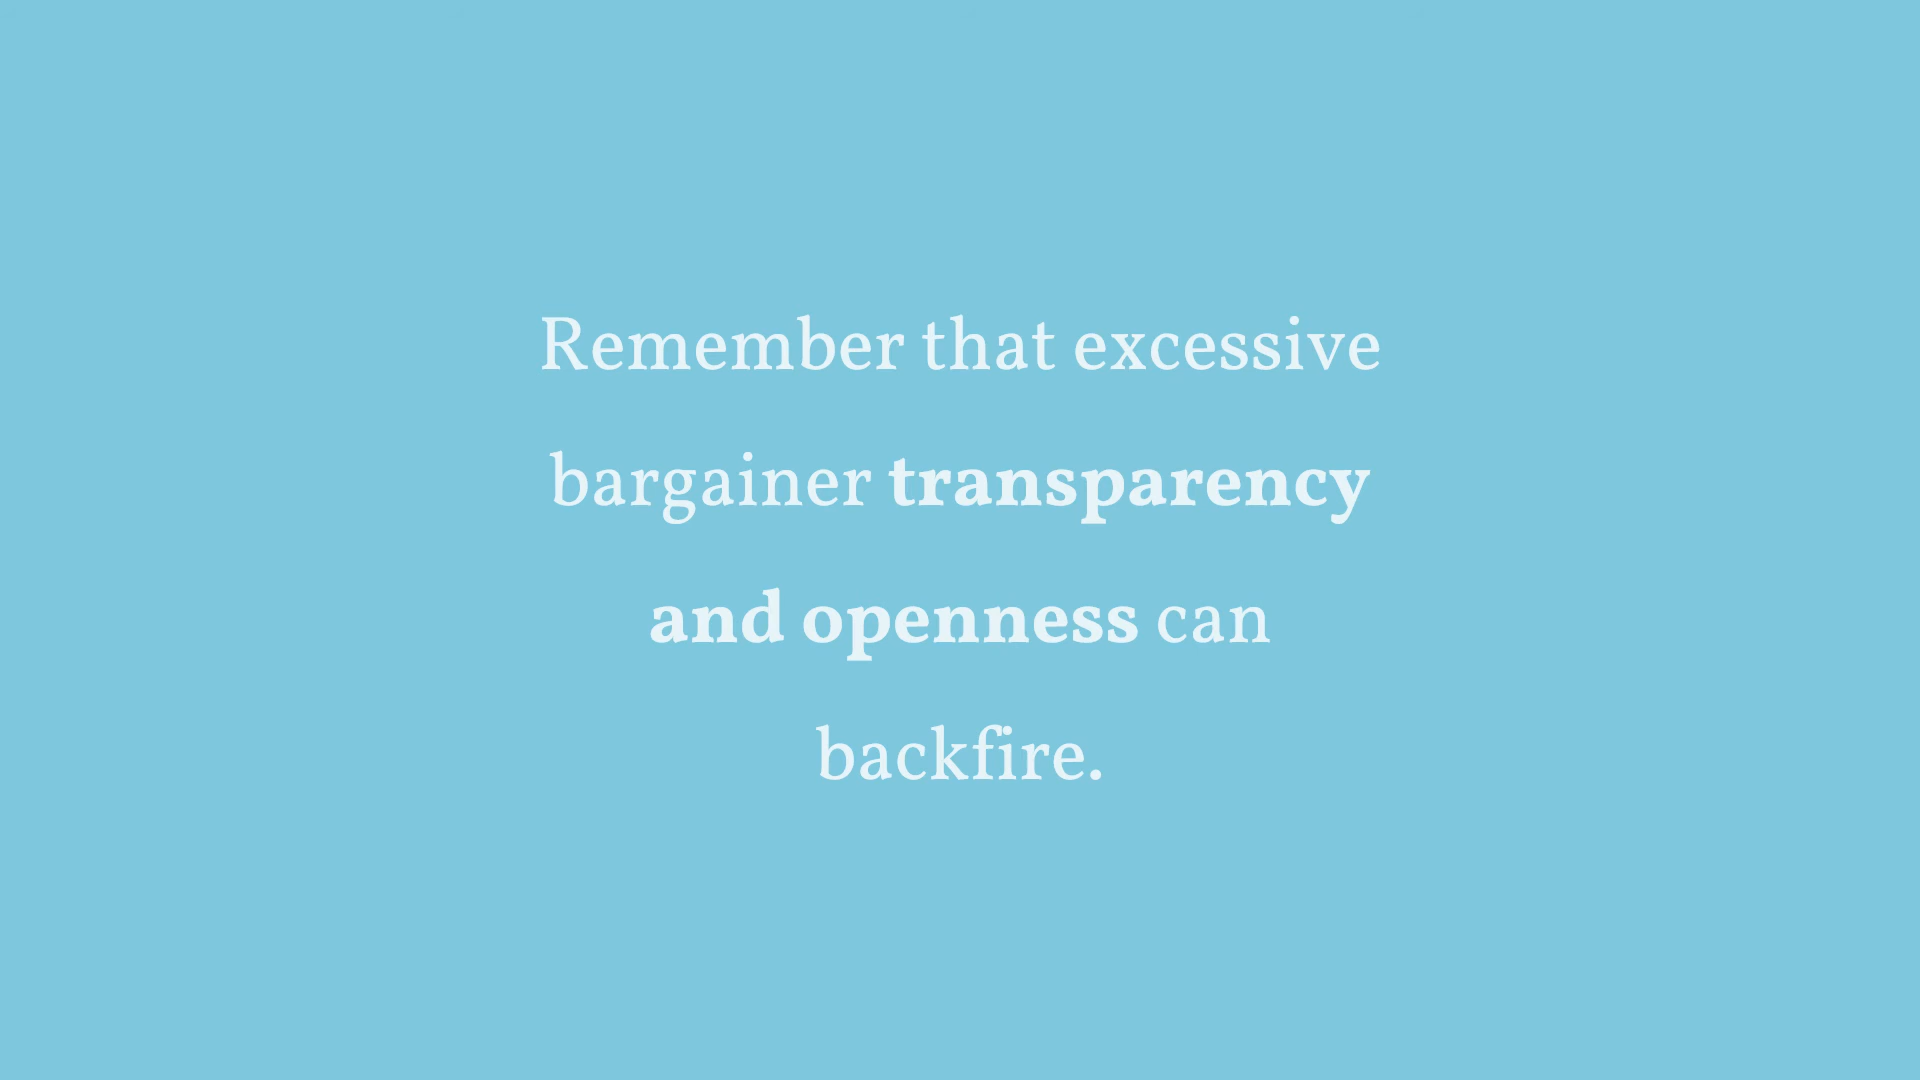 Remember that excessive
bargainer transparency
and openness can
backfire.